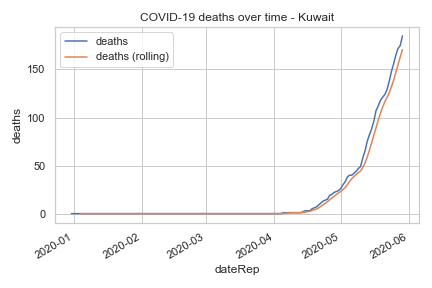 COVID-19 deaths over time - Kuwait
deaths
deaths (rolling)
150
100
50
0
deaths
2020-01
2020-02
2020-03
2020-04
2020-05
2020-06
dateRep